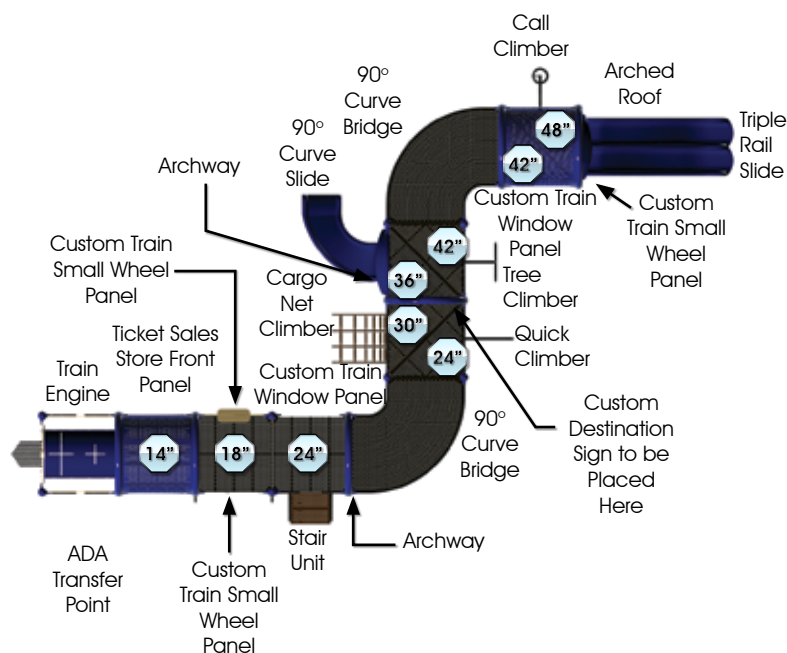 Call
Climber
90°
Curve
Bridge
Arched
Roof
90°
Curve
Slide
Triple
Rail
Slide
48”
42”
Archway
Custom Train
Window
Panel
Custom
Train Small
Wheel
Panel
Custom Train
Small Wheel
Panel
42”
36”
Cargo
Net
Climber
Tree
Climber
30”
24”
Quick
Climber
Ticket Sales
Store Front
Panel
Train
Engine
Custom Train
Window Panel
90°
Curve
Bridge
Custom
Destination
Sign to be
Placed
Here
14”
18”
24”
Stair
Unit
Archway
ADA
Transfer
Point
Custom
Train Small
Wheel
Panel